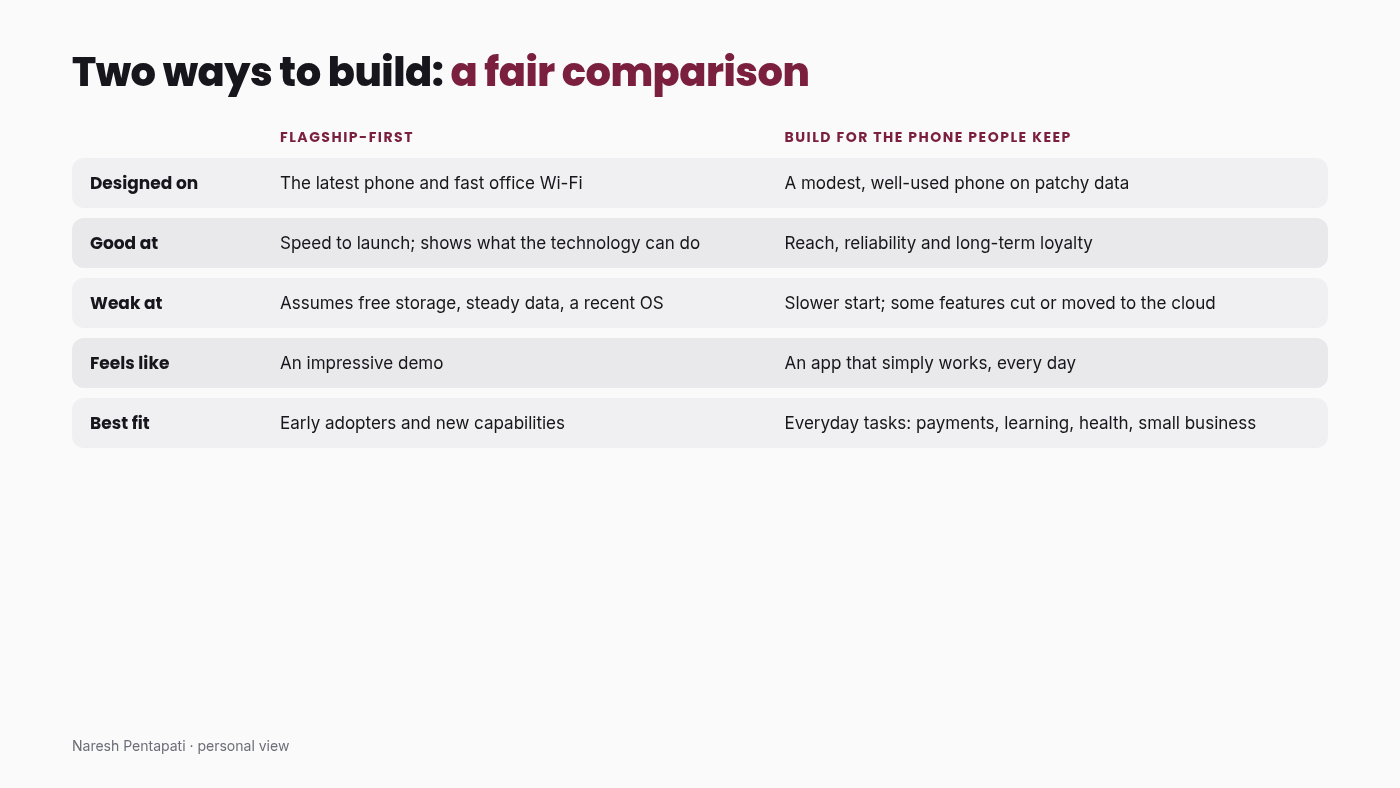 Two ways to build: a fair comparison
FLAGSHIP-FIRST BUILD FOR THE PHONE PEOPLE KEEP
Designed on The latest phone and fast office Wi-Fi A modest, well-used phone on patchy data
Good at Speed to launch; shows what the technology can do Reach, reliability and long-term loyalty
Weak at Assumes free storage, steady data, a recent OS Slower start; some features cut or moved to the cloud
Feels like An impressive demo An app that simply works, every day
Best fit Early adopters and new capabilities Everyday tasks: payments, learning, health, small business
Naresh Pentapati · personal view